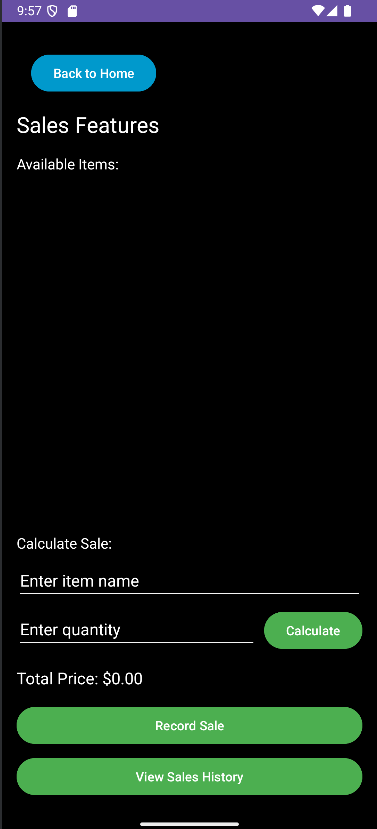 9:57
Back to Home
Sales Features
Available Items:
Calculate Sale:
Enter item name
Enter quantity
Calculate
Total Price: $0.00
Record Sale
View Sales History